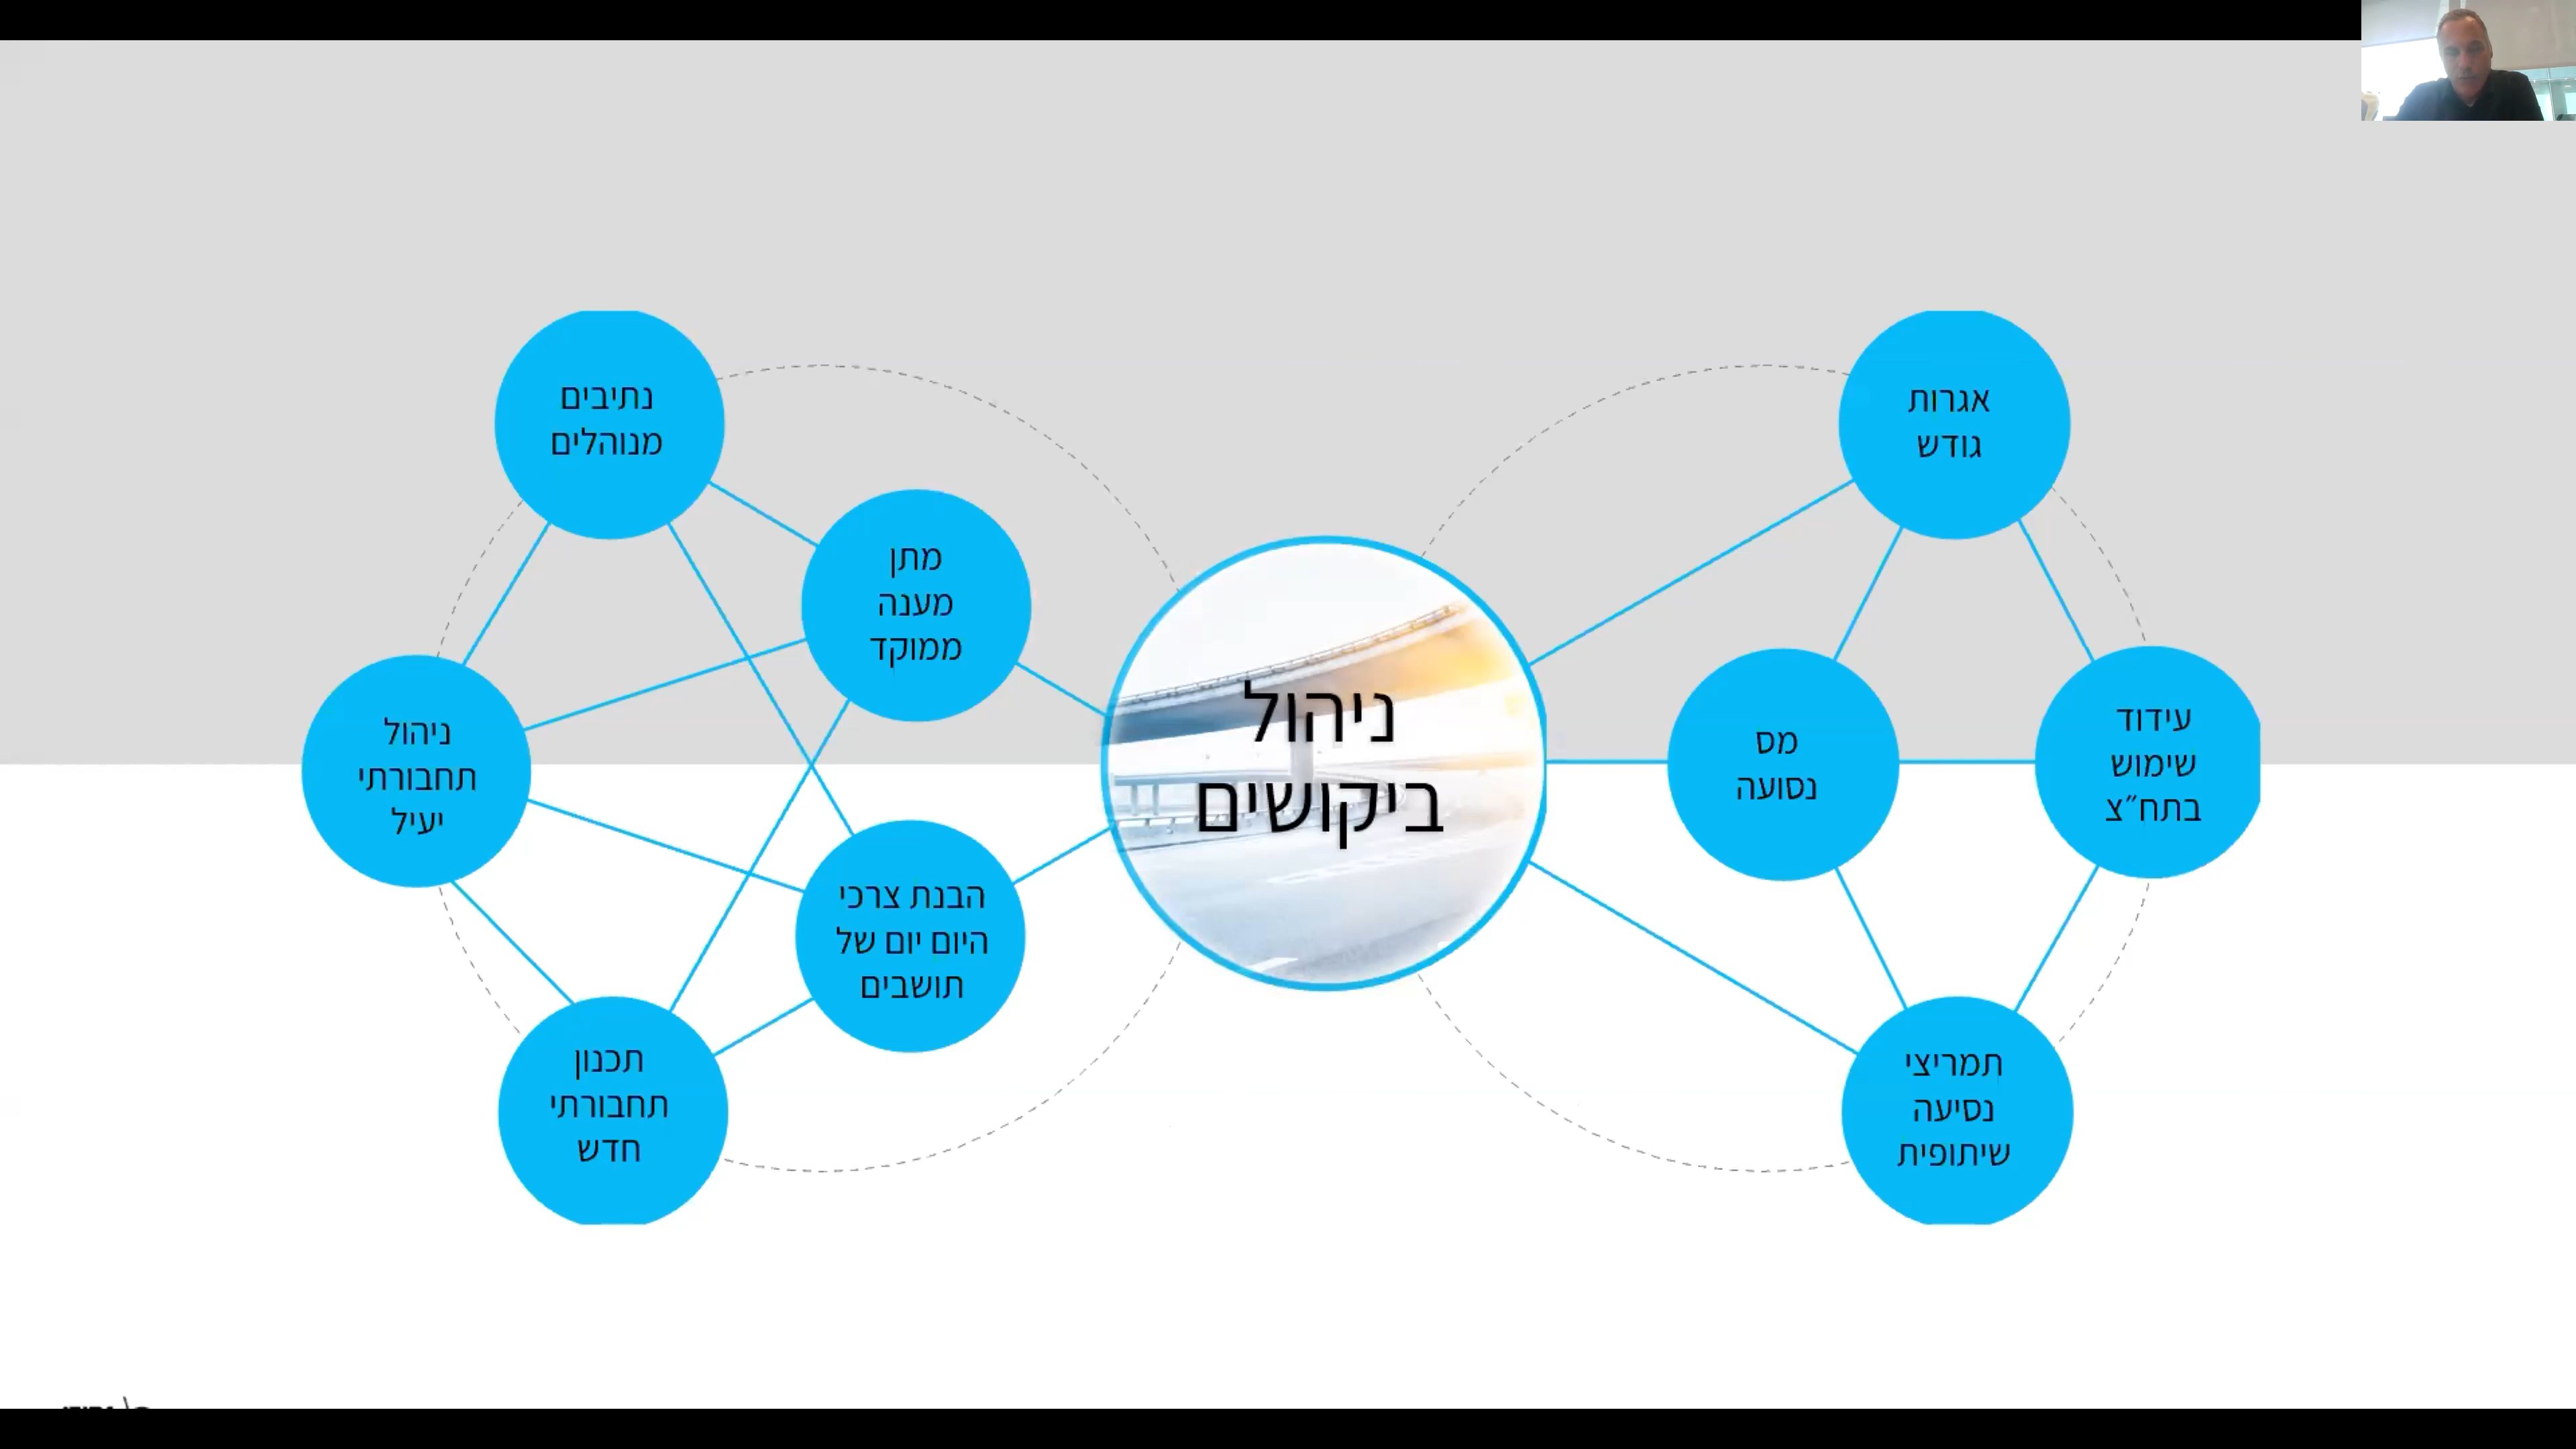 ניהול
ביקושים
אגרות
גודש
מס
נסועה
עידוד
שימוש
בתח״צ
תמריצי
נסיעה
שיתופית
נתיבים
מנוהלים
מתן
מענה
ממוקד
ניהול
תחבורתי
יעיל
הבנת צרכי
היום יום של
תושבים
תכנון
תחבורתי
חדש